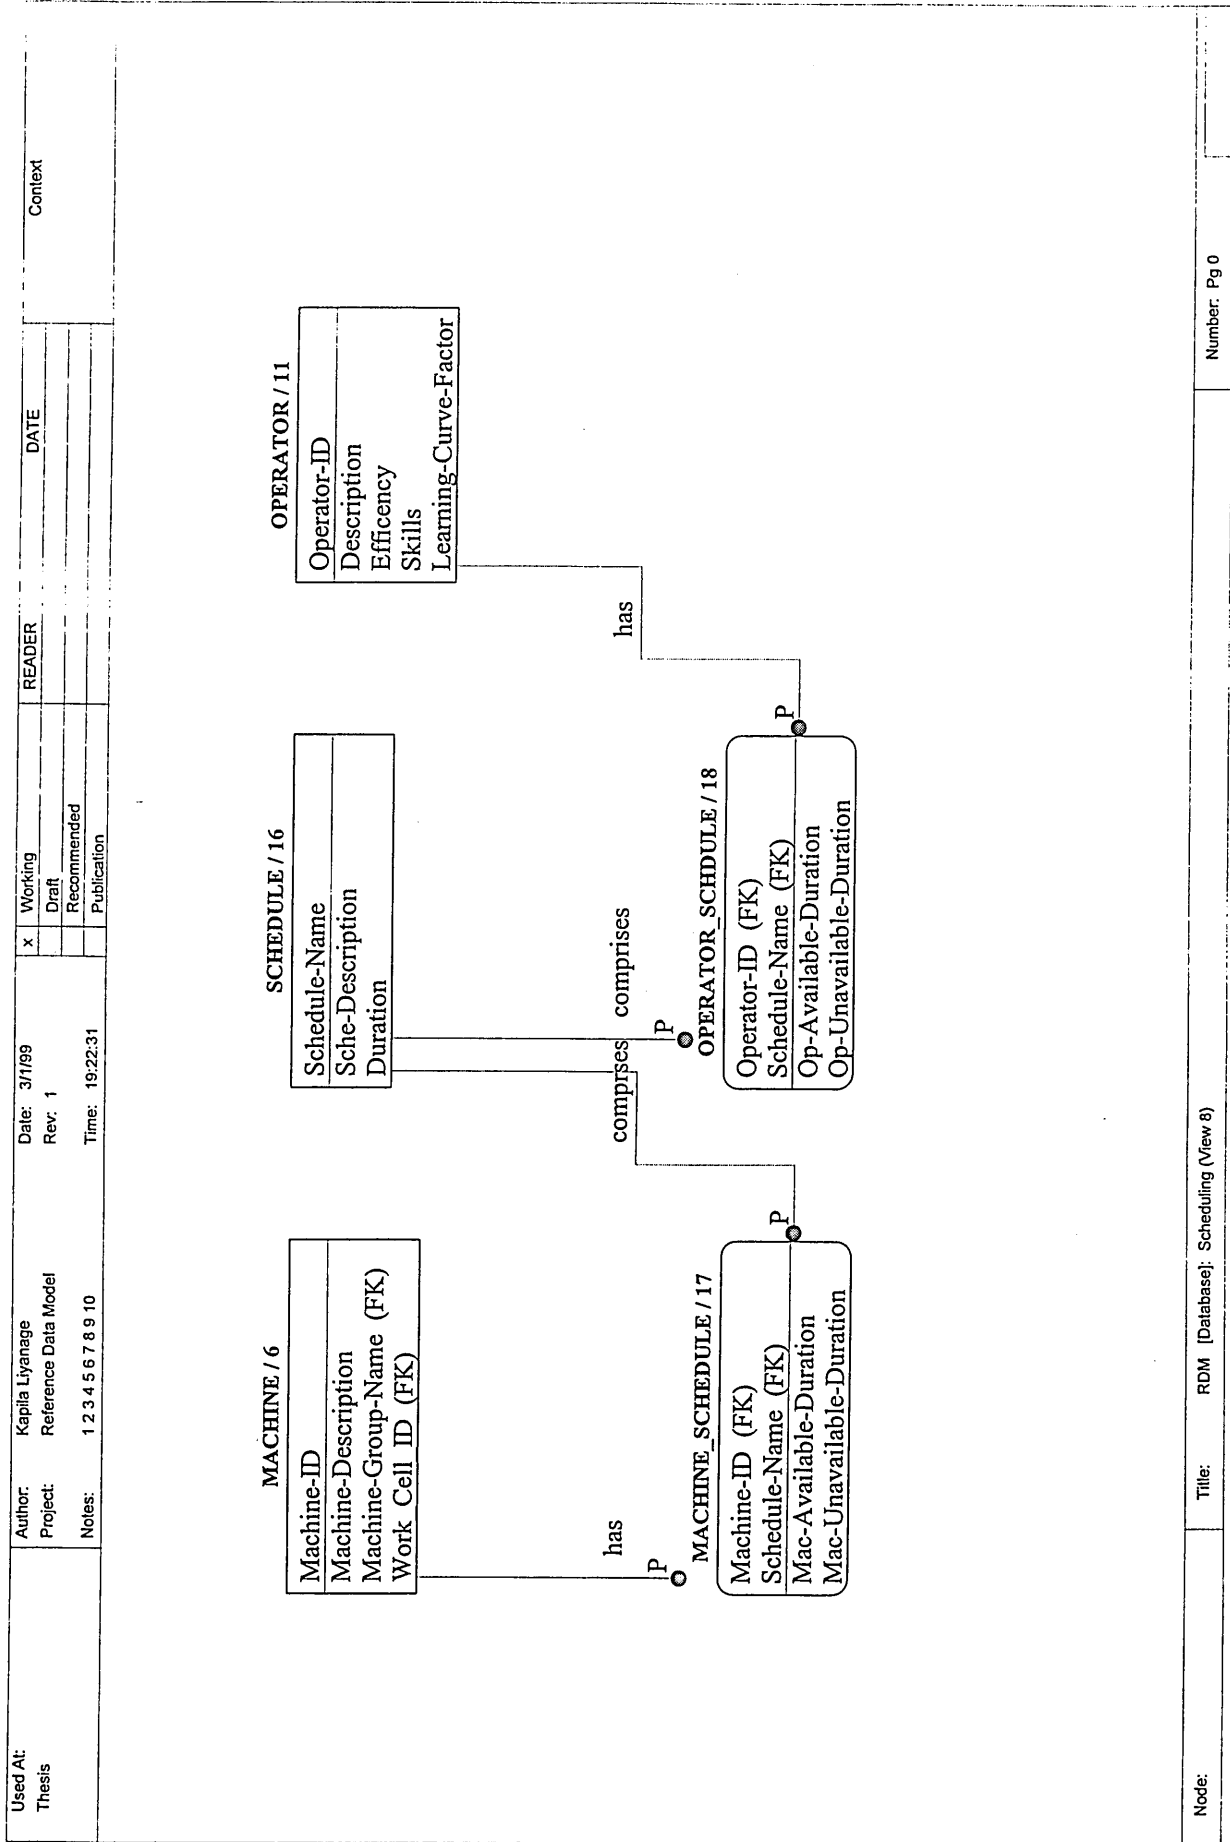 Used At:
Thesis
Author: Kapila Liyanage
Project: Reference Data Model
Notes: 1 2 3 4 5 6 7 8 9 10
Date: 3/1/99
Rev: 1
Time: 19:22:31
x Working
Draft
Recommended
Publication
READER DATE
Context
MACHINE / 6
Machine-ID
Machine-Description
Machine-Group-Name (FK)
Work Cell ID (FK)
SCHEDULE / 16
Schedule-Name
Sche-Description
Duration
OPERATOR / 11
Operator-ID
Description
Efficency
Skills
Learning-Curve-Factor
has
comprses
comprises
has
P
P
P
P
MACHINE_SCHEDULE / 17
Machine-ID (FK)
Schedule-Name (FK)
Mac-Available-Duration
Mac-Unavailable-Duration
OPERATOR_SCHDULE / 18
Operator-ID (FK)
Schedule-Name (FK)
Op-Available-Duration
Op-Unavailable-Duration
Node:
Title: RDM [Database]: Scheduling (View 8)
Number: Pg 0